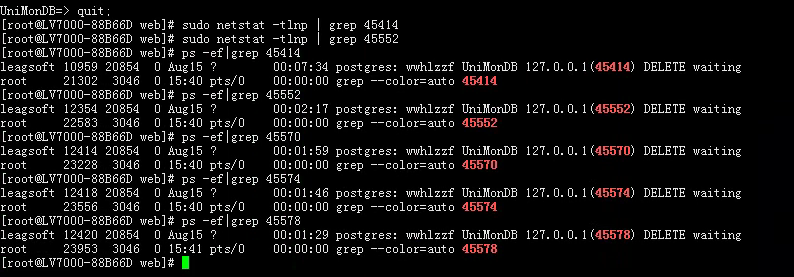 UniMonDB=> quit;
[root@LV7000-88B66D web]# sudo netstat -tlnp | grep 45414
[root@LV7000-88B66D web]# sudo netstat -tlnp | grep 45552
[root@LV7000-88B66D web]# ps -ef|grep 45414
leagsoft 10959 20854  0 Aug15 ?        00:07:34 postgres: wwhlzzf UniMonDB 127.0.0.1(45414) DELETE waiting
root     21302  3046  0 15:40 pts/0    00:00:00 grep --color=auto 45414
[root@LV7000-88B66D web]# ps -ef|grep 45552
leagsoft 12354 20854  0 Aug15 ?        00:02:17 postgres: wwhlzzf UniMonDB 127.0.0.1(45552) DELETE waiting
root     22583  3046  0 15:40 pts/0    00:00:00 grep --color=auto 45552
[root@LV7000-88B66D web]# ps -ef|grep 45570
leagsoft 12414 20854  0 Aug15 ?        00:01:59 postgres: wwhlzzf UniMonDB 127.0.0.1(45570) DELETE waiting
root     23228  3046  0 15:40 pts/0    00:00:00 grep --color=auto 45570
[root@LV7000-88B66D web]# ps -ef|grep 45574
leagsoft 12418 20854  0 Aug15 ?        00:01:46 postgres: wwhlzzf UniMonDB 127.0.0.1(45574) DELETE waiting
root     23556  3046  0 15:40 pts/0    00:00:00 grep --color=auto 45574
[root@LV7000-88B66D web]# ps -ef|grep 45578
leagsoft 12420 20854  0 Aug15 ?        00:01:29 postgres: wwhlzzf UniMonDB 127.0.0.1(45578) DELETE waiting
root     23953  3046  0 15:41 pts/0    00:00:00 grep --color=auto 45578
[root@LV7000-88B66D web]#